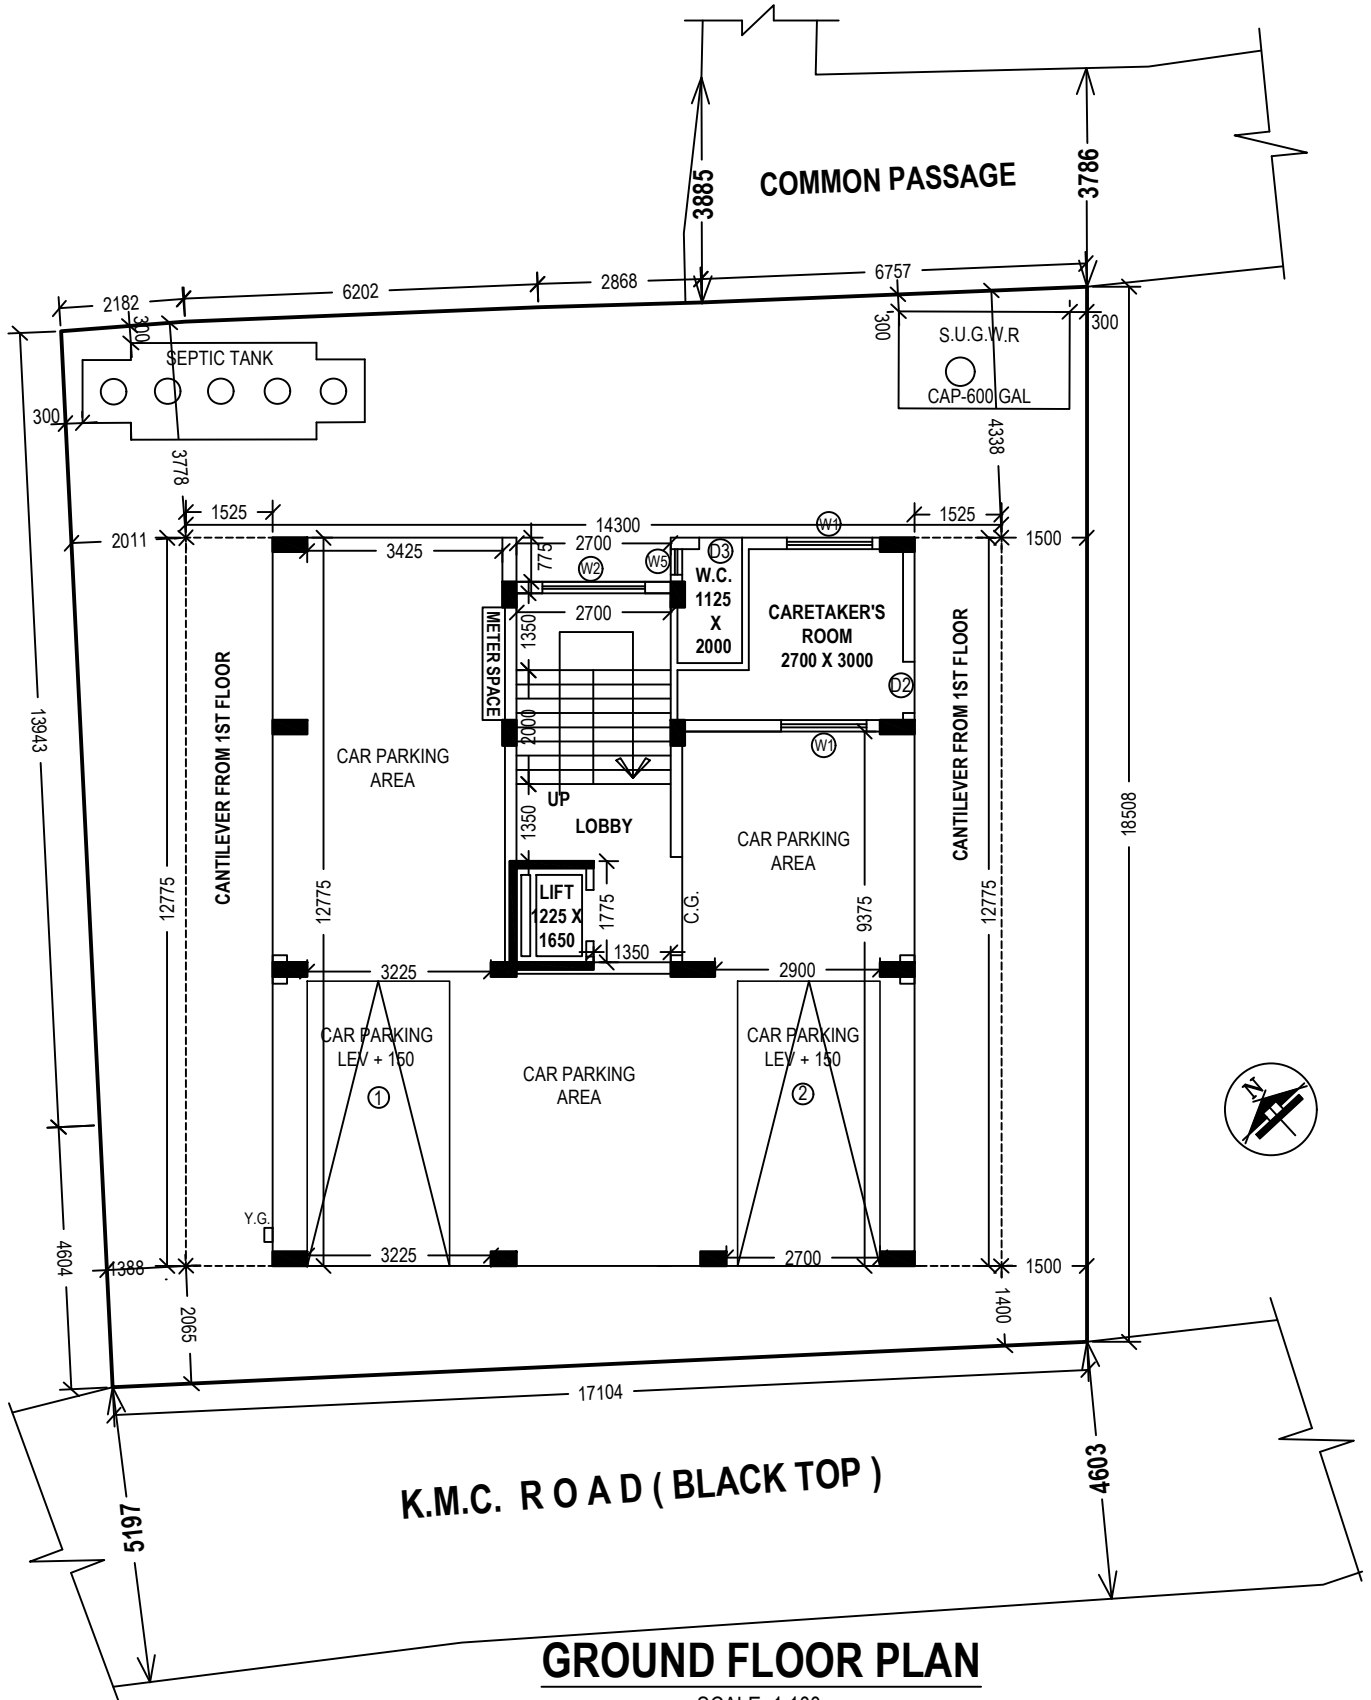 3885
COMMON PASSAGE
3786
2182
6202
2868
6757
300
SEPTIC TANK
300
S.U.G.W.R
300
CAP-600 GAL
300
3778
4338
1525
14300
W1
1525
2011
3425
775
2700
W2
W5
D3
1500
W.C.
1125
X
2000
CARETAKER'S
ROOM
2700 X 3000
2700
1350
METER SPACE
CANTILEVER FROM 1ST FLOOR
CANTILEVER FROM 1ST FLOOR
D2
13943
2000
W1
CAR PARKING
AREA
UP
LOBBY
1350
CAR PARKING
AREA
18508
12775
12775
LIFT
1225 X
1650
1775
C.G.
9375
12775
1350
3225
2900
CAR PARKING
LEV + 150
1
CAR PARKING
AREA
CAR PARKING
LEV + 150
2
N
Y.G.
4604
1388
3225
2700
1500
2065
1400
17104
K.M.C. R O A D ( BLACK TOP )
5197
4603
GROUND FLOOR PLAN